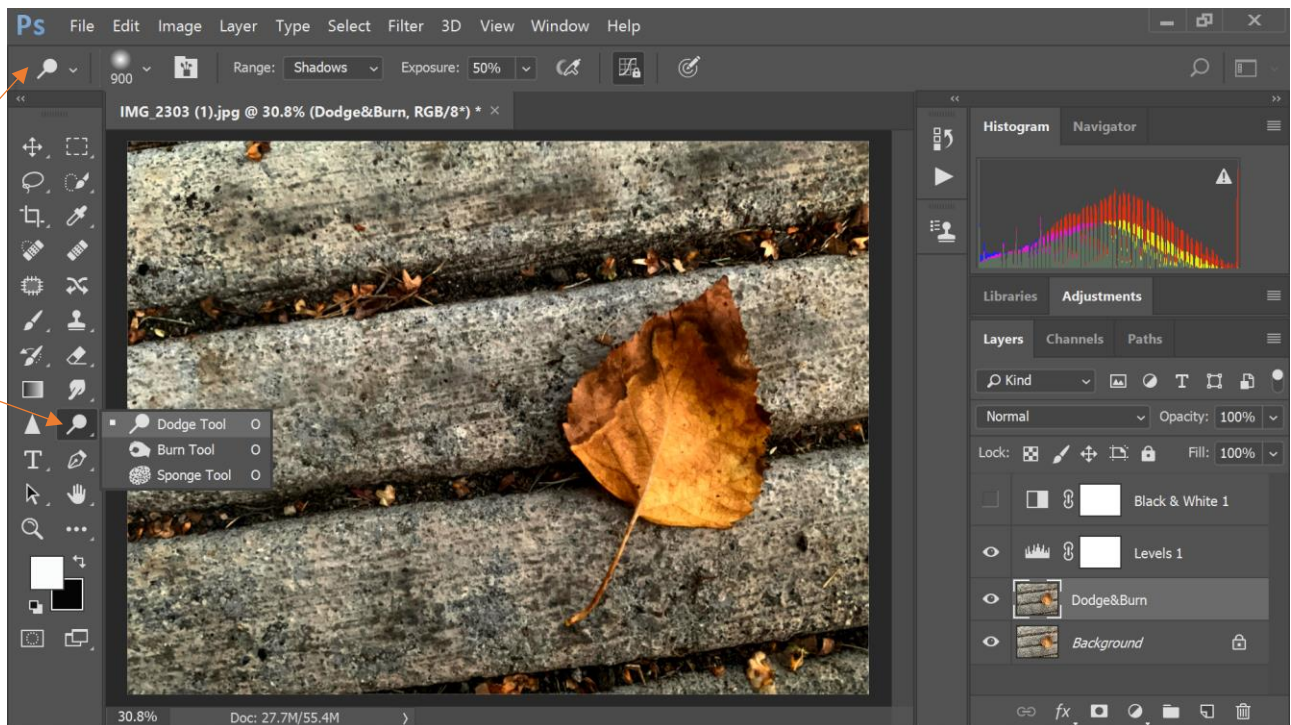 Ps File Edit Image Layer Type Select Filter 3D View Window Help
900 Range: Shadows Exposure: 50%
IMG_2303 (1).jpg @ 30.8% (Dodge&Burn, RGB/8*) * ×
Histogram Navigator
Libraries Adjustments
Layers Channels Paths
Kind T
Normal Opacity: 100%
Lock: Fill: 100%
Dodge Tool O
Burn Tool O
Sponge Tool O
T
Black & White 1
Levels 1
Dodge&Burn
Background
fx
30.8% Doc: 27.7M/55.4M